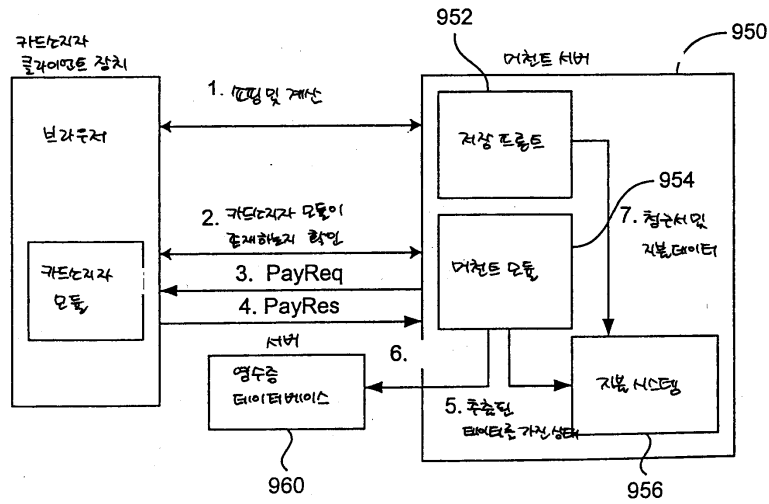 카드소지자
클라이언트 장치
브라우저
카드소지자
모듈
1. 쇼핑 및 계산
2. 카드소지자 모듈이
존재하는지 확인
3. PayReq
4. PayRes
서버
영수증
데이터베이스
960
6.
머천트 서버
950
952
저장 프론트
954
머천트 모듈
7. 청구서 및
지불 데이터
5. 추출된
데이터를 가진 상태
지불 시스템
956